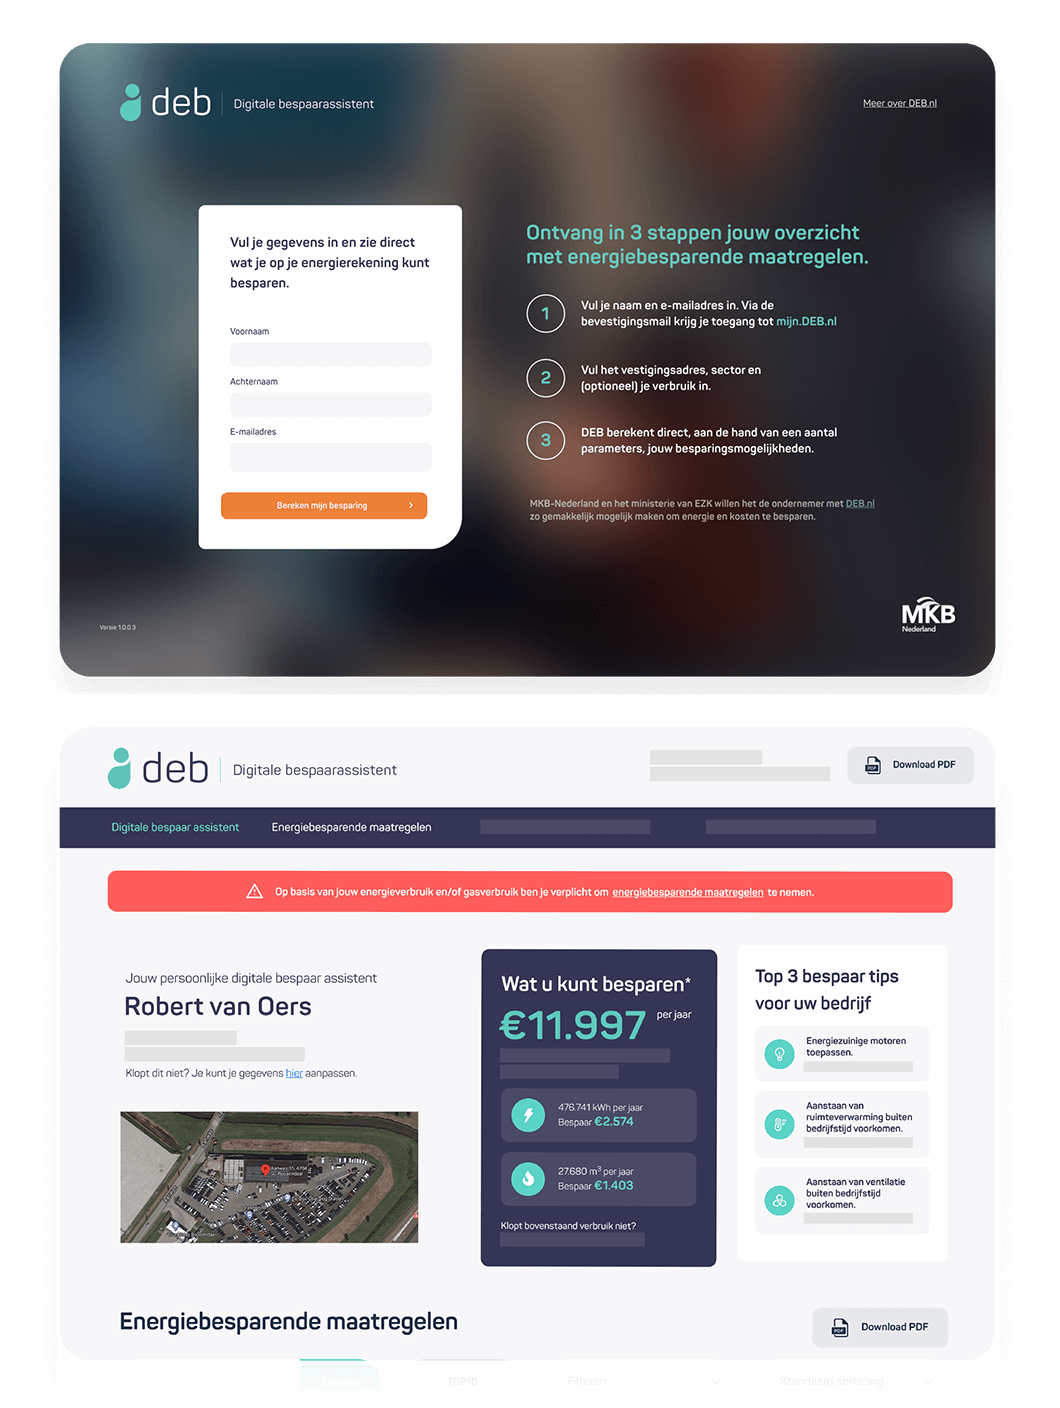 deb
Digitale bespaarassistent
Meer over DEB.nl
Vul je gegevens in en zie direct
wat je op je energierekening kunt
besparen.
Voornaam
Achternaam
E-mailadres
Bereken mijn besparing
Ontvang in 3 stappen jouw overzicht
met energiebesparende maatregelen.
1
Vul je naam en e-mailadres in. Via de
bevestigingsmail krijg je toegang tot mijn.DEB.nl
2
Vul het vestigingsadres, sector en
(optioneel) je verbruik in.
3
DEB berekent direct, aan de hand van een aantal
parameters, jouw besparingsmogelijkheden.
MKB-Nederland en het ministerie van EZK willen het de ondernemer met DEB.nl
zo gemakkelijk mogelijk maken om energie en kosten te besparen.
Versie 1.0.0.3
MKB
Nederland
deb
Digitale bespaarassistent
PDF
Download PDF
Digitale bespaar assistent
Energiebesparende maatregelen
Op basis van jouw energieverbruik en/of gasverbruik ben je verplicht om energiebesparende maatregelen te nemen.
Jouw persoonlijke digitale bespaar assistent
Robert van Oers
Klopt dit niet? Je kunt je gegevens hier aanpassen.
Wat u kunt besparen*
€11.997 per jaar
476.741 kWh per jaar
Bespaar €2.574
27.680 m³ per jaar
Bespaar €1.403
Klopt bovenstaand verbruik niet?
Top 3 bespaar tips
voor uw bedrijf
Energiezuinige motoren
toepassen.
Aanstaan van
ruimteverwarming buiten
bedrijfstijd voorkomen.
Aanstaan van ventilatie
buiten bedrijfstijd
voorkomen.
Energiebesparende maatregelen
PDF
Download PDF
TOP10
Filteren
Standaard sortering